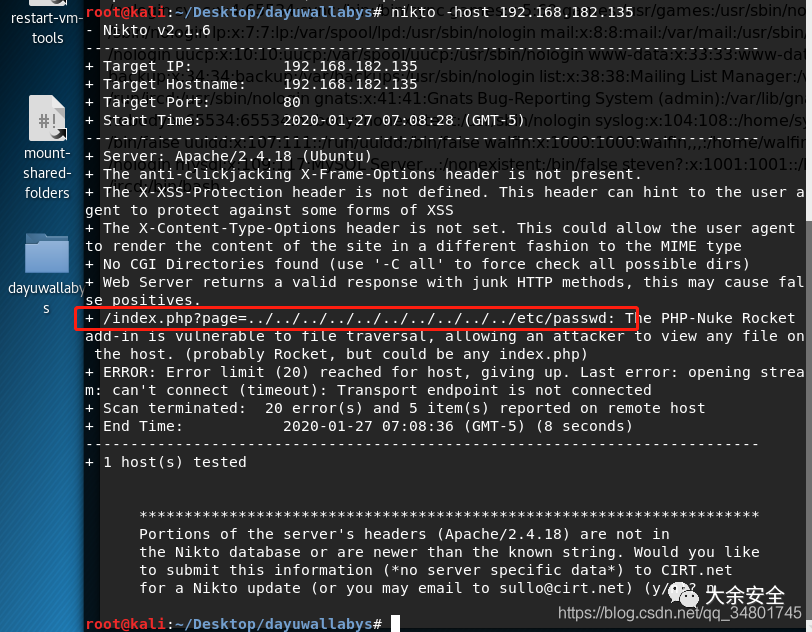 restart-vm-
tools
mount-
shared-
folders
dayuwallaby
s
root@kali:~/Desktop/dayuwallabys# nikto -host 192.168.182.135
- Nikto v2.1.6
---------------------------------------------------------------------------
+ Target IP:          192.168.182.135
+ Target Hostname:    192.168.182.135
+ Target Port:        80
+ Start Time:         2020-01-27 07:08:28 (GMT-5)
---------------------------------------------------------------------------
+ Server: Apache/2.4.18 (Ubuntu)
+ The anti-clickjacking X-Frame-Options header is not present.
+ The X-XSS-Protection header is not defined. This header can hint to the user a
gent to protect against some forms of XSS
+ The X-Content-Type-Options header is not set. This could allow the user agent
to render the content of the site in a different fashion to the MIME type
+ No CGI Directories found (use '-C all' to force check all possible dirs)
+ Web Server returns a valid response with junk HTTP methods, this may cause fal
se positives.
+ /index.php?page=../../../../../../../../../../etc/passwd: The PHP-Nuke Rocket
add-in is vulnerable to file traversal, allowing an attacker to view any file on
the host. (probably Rocket, but could be any index.php)
+ ERROR: Error limit (20) reached for host, giving up. Last error: opening strea
m: can't connect (timeout): Transport endpoint is not connected
+ Scan terminated:  20 error(s) and 5 item(s) reported on remote host
+ End Time:           2020-01-27 07:08:36 (GMT-5) (8 seconds)
---------------------------------------------------------------------------
+ 1 host(s) tested
*********************************************************************
Portions of the server's headers (Apache/2.4.18) are not in
the Nikto database or are newer than the known string. Would you like
to submit this information (*no server specific data*) to CIRT.net
for a Nikto update (or you may email to sullo@cirt.net) (y/n)? n
大余安全
https://blog.csdn.net/qq_34801745
root@kali:~/Desktop/dayuwallabys#